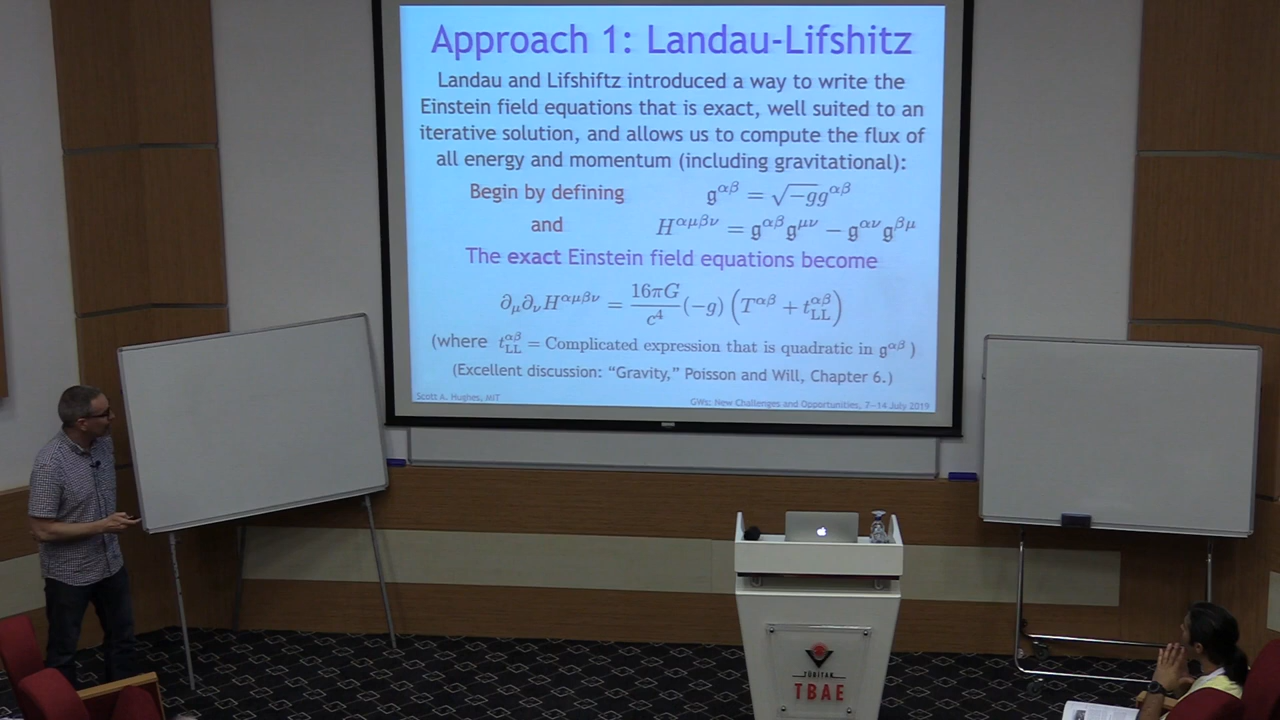 Approach 1: Landau-Lifshitz
Landau and Lifshiftz introduced a way to write the
Einstein field equations that is exact, well suited to an
iterative solution, and allows us to compute the flux of
all energy and momentum (including gravitational):
Begin by defining 𝔤^{αβ} = √−g g^{αβ}
and H^{αμβν} = 𝔤^{αβ}𝔤^{μν} − 𝔤^{αν}𝔤^{βμ}
The exact Einstein field equations become
∂_μ∂_νH^{αμβν} = 16πG/c⁴ (−g) (T^{αβ} + t_{LL}^{αβ})
(where t_{LL}^{αβ} = Complicated expression that is quadratic in 𝔤^{αβ} )
(Excellent discussion: “Gravity,” Poisson and Will, Chapter 6.)
Scott A. Hughes, MIT
GWs: New Challenges and Opportunities, 7–14 July 2019
TÜBİTAK
TBAE